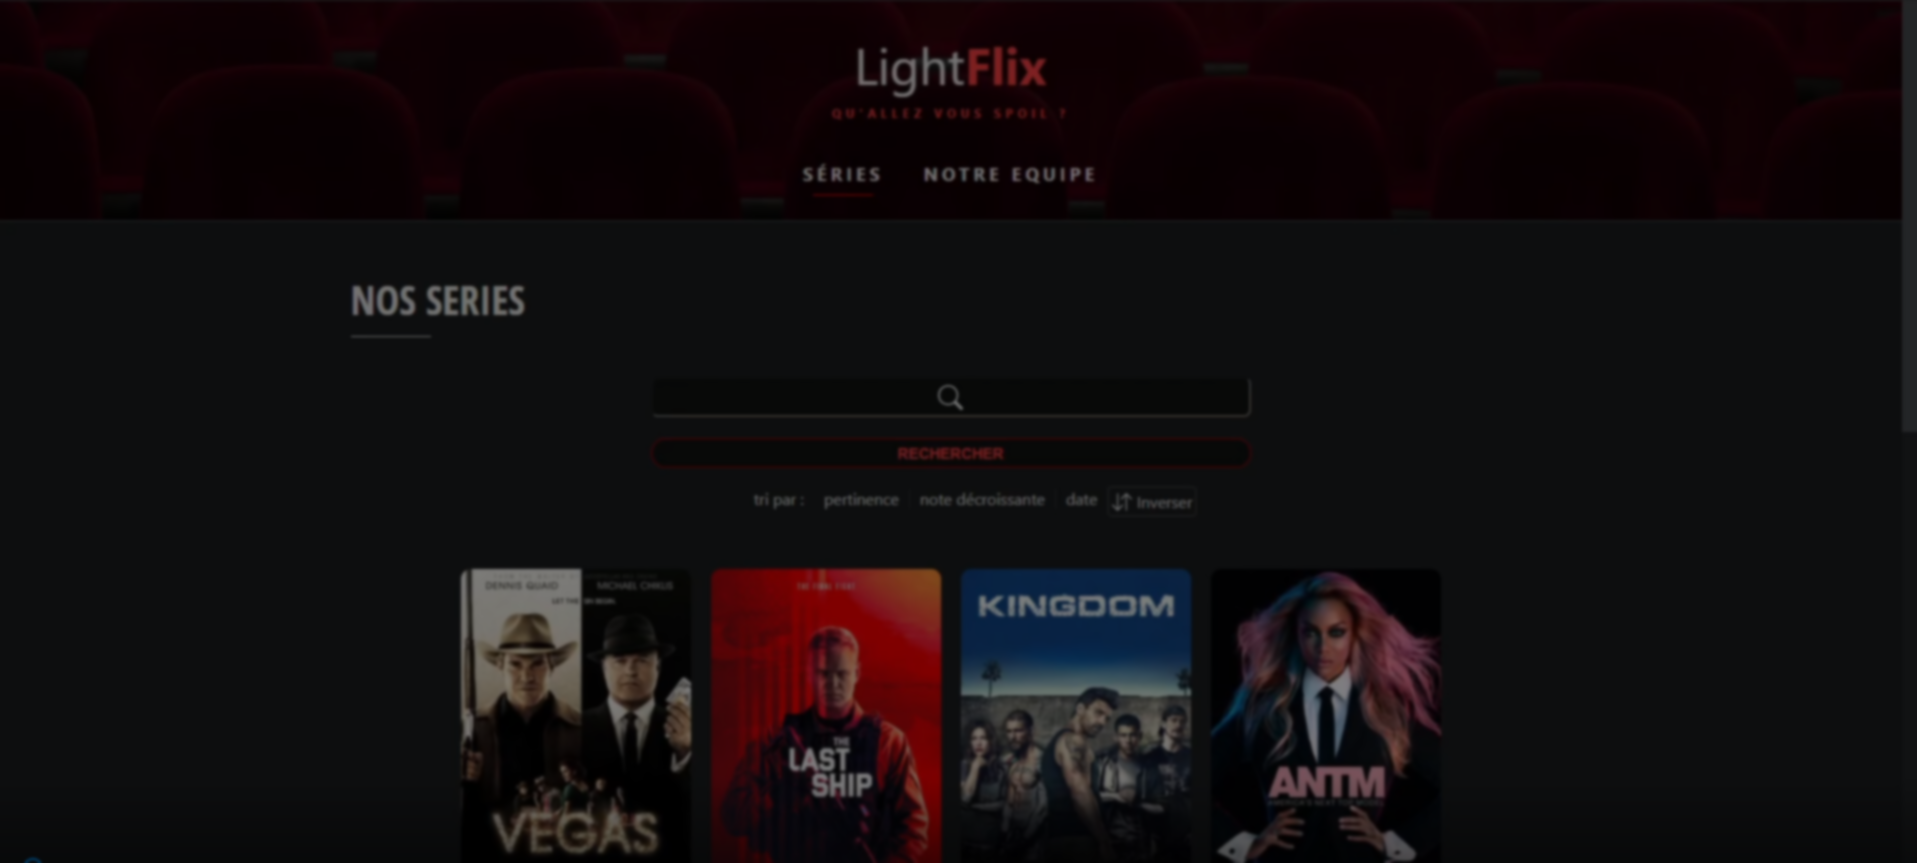 LightFlix
QU'ALLEZ VOUS SPOIL ?
SÉRIES NOTRE EQUIPE
NOS SERIES
RECHERCHER
tri par : pertinence note décroissante date Inverser
DENNIS QUAID MICHAEL CHIKLIS
VEGAS
THE
LAST
SHIP
KINGDOM
ANTM